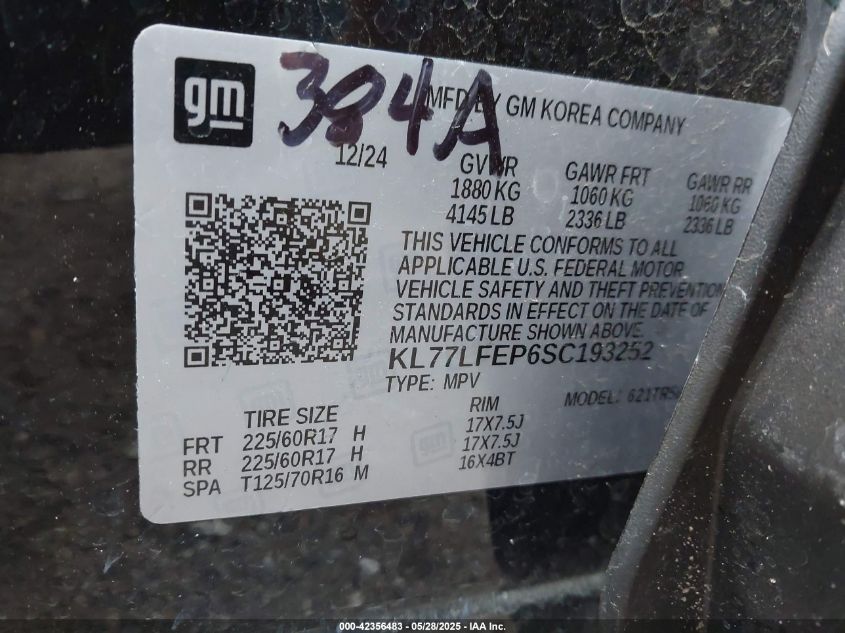 gm
384A
MFD BY GM KOREA COMPANY
12/24
GVWR GAWR FRT GAWR RR
1880 KG 1060 KG 1060 KG
4145 LB 2336 LB 2336 LB
THIS VEHICLE CONFORMS TO ALL
APPLICABLE U.S. FEDERAL MOTOR
VEHICLE SAFETY AND THEFT PREVENTION
STANDARDS IN EFFECT ON THE DATE OF
MANUFACTURE SHOWN ABOVE.
KL77LFEP6SC193252
TYPE: MPV MODEL:
TIRE SIZE RIM
FRT 225/60R17 H 17X7.5J
RR 225/60R17 H 17X7.5J
SPA T125/70R16 M 16X4BT
gm
000-42356483 - 05/28/2025 - IAA Inc.